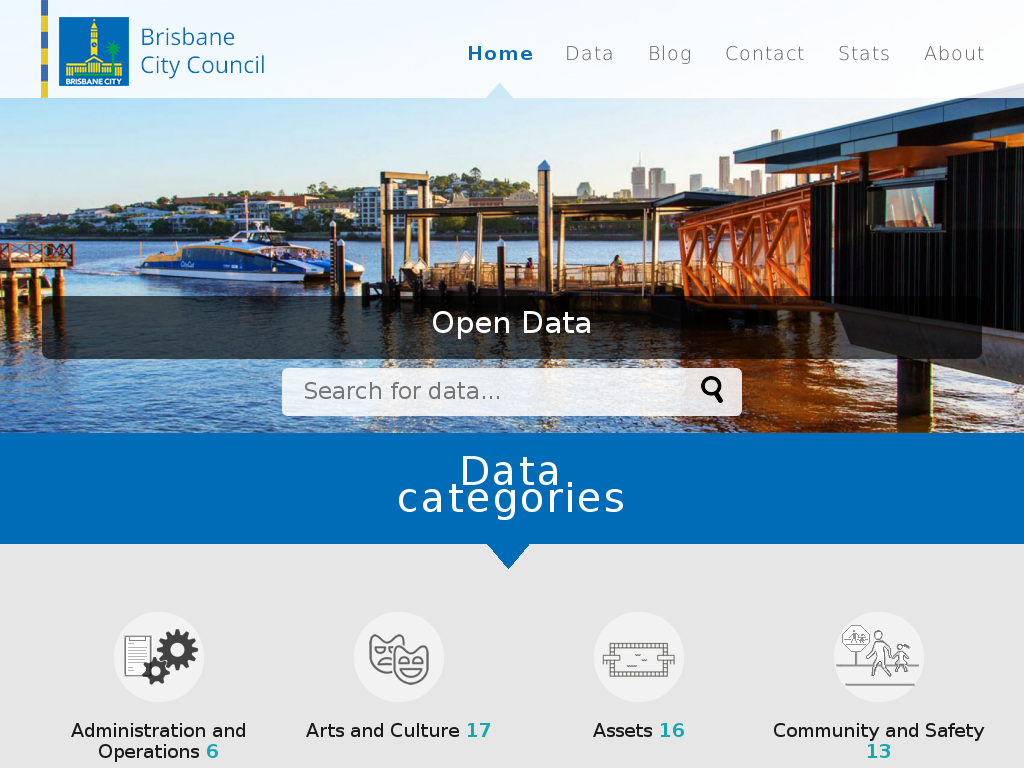 Brisbane
City Council
BRISBANE CITY
Home Data Blog Contact Stats About
CityCat
Open Data
Search for data...
Data
categories
Administration and
Operations 6
Arts and Culture 17
Assets 16
Community and Safety
13